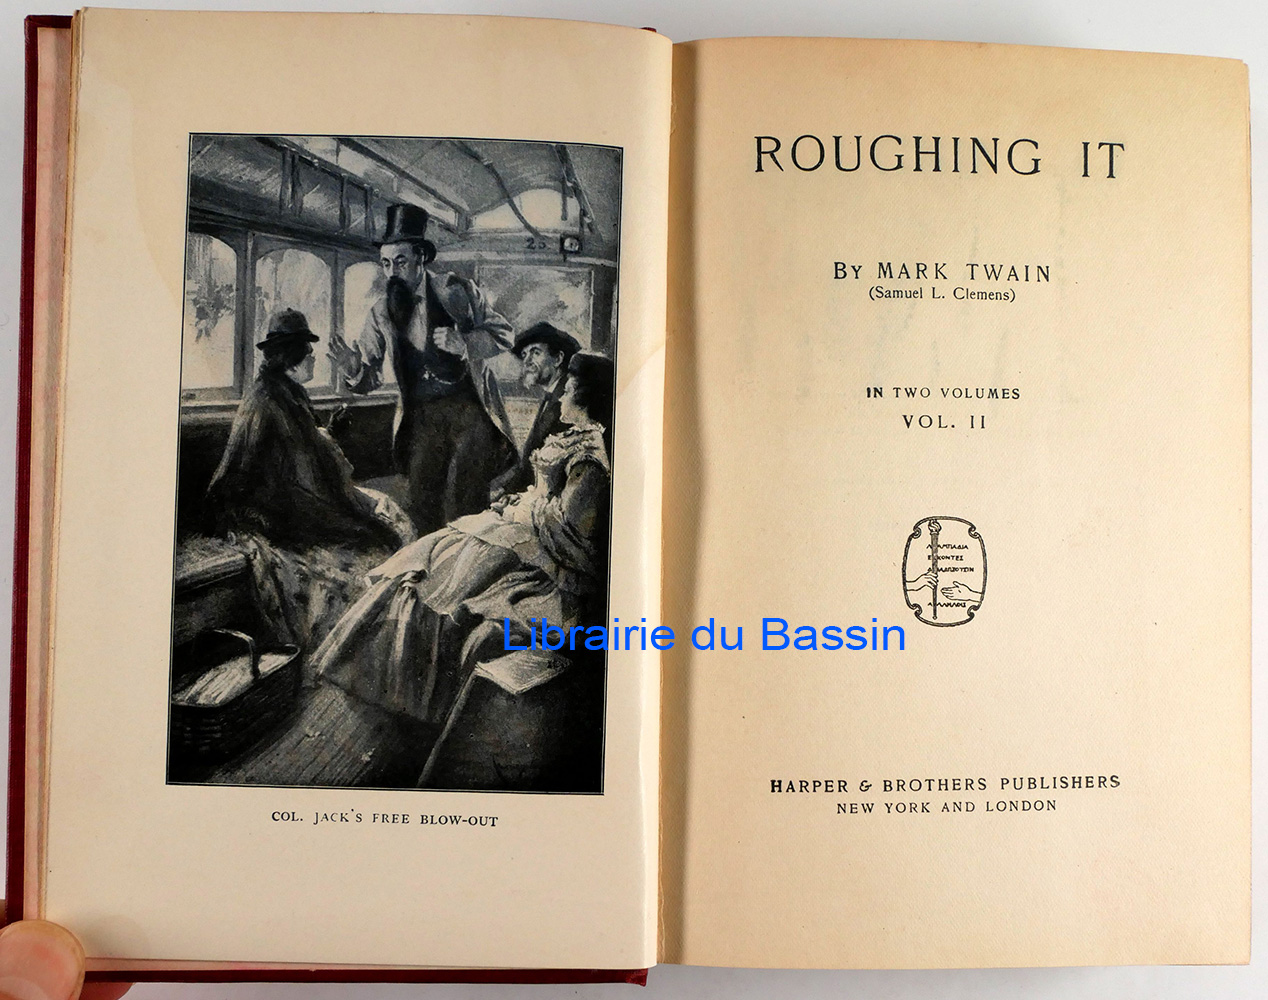 23
COL. JACK'S FREE BLOW-OUT
ROUGHING IT
By MARK TWAIN
(Samuel L. Clemens)
IN TWO VOLUMES
VOL. II
Librairie du Bassin
HARPER & BROTHERS PUBLISHERS
NEW YORK AND LONDON